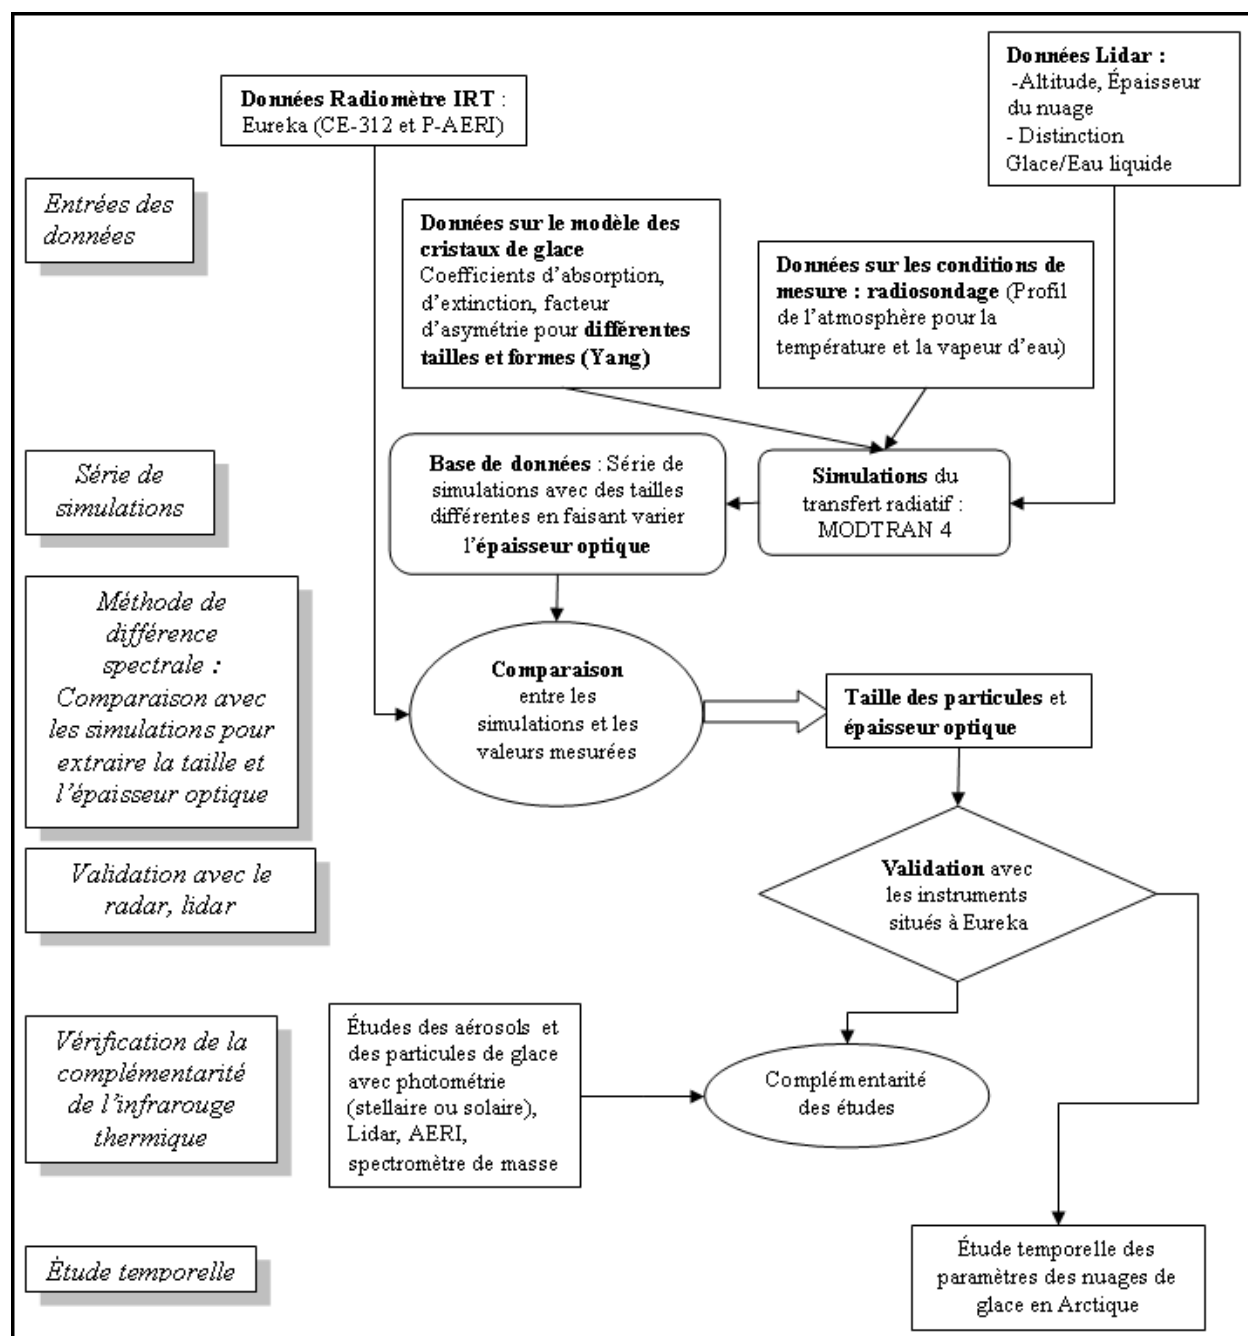 Données Lidar :
-Altitude, Épaisseur
du nuage
- Distinction
Glace/Eau liquide
Données Radiomètre IRT :
Eureka (CE-312 et P-AERI)
Entrées des
données
Données sur le modèle des
cristaux de glace
Coefficients d'absorption,
d'extinction, facteur
d'asymétrie pour différentes
tailles et formes (Yang)
Données sur les conditions de
mesure : radiosondage (Profil
de l'atmosphère pour la
température et la vapeur d'eau)
Série de
simulations
Base de données : Série de
simulations avec des tailles
différentes en faisant varier
l'épaisseur optique
Simulations du
transfert radiatif :
MODTRAN 4
Méthode de
différence
spectrale :
Comparaison avec
les simulations pour
extraire la taille et
l'épaisseur optique
Comparaison
entre les
simulations et les
valeurs mesurées
Taille des particules et
épaisseur optique
Validation avec le
radar, lidar
Validation avec
les instruments
situés à Eureka
Vérification de la
complémentarité
de l'infrarouge
thermique
Études des aérosols et
des particules de glace
avec photométrie
(stellaire ou solaire),
Lidar, AERI,
spectromètre de masse
Complémentarité
des études
Étude temporelle
Étude temporelle des
paramètres des nuages de
glace en Arctique